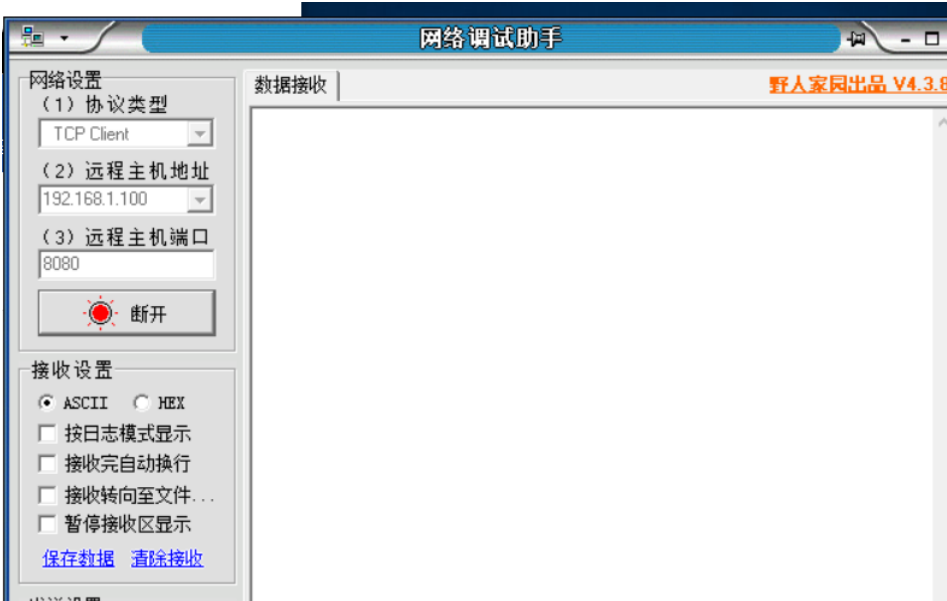 网络调试助手
网络设置
(1) 协议类型
TCP Client
(2) 远程主机地址
192.168.1.100
(3) 远程主机端口
8080
断开
接收设置
ASCII HEX
按日志模式显示
接收完自动换行
接收转向至文件...
暂停接收区显示
保存数据 清除接收
数据接收
野人家园出品 V4.3.8